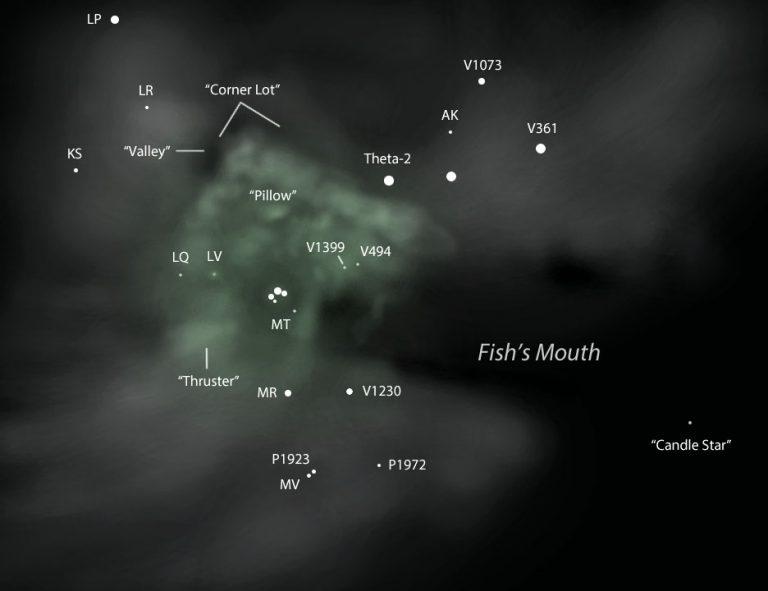 LP
V1073
LR
“Corner Lot”
AK
V361
KS
“Valley”
Theta-2
“Pillow”
V1399
V494
LQ
LV
MT
Fish’s Mouth
“Thruster”
MR
V1230
“Candle Star”
P1923
P1972
MV